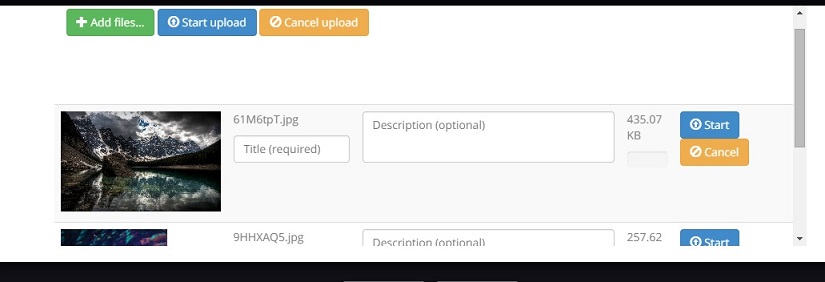 Add files...
Start upload
Cancel upload
61M6tpT.jpg
Title (required)
Description (optional)
435.07
KB
Start
Cancel
9HHXAQ5.jpg
Description (optional)
257.62
Start